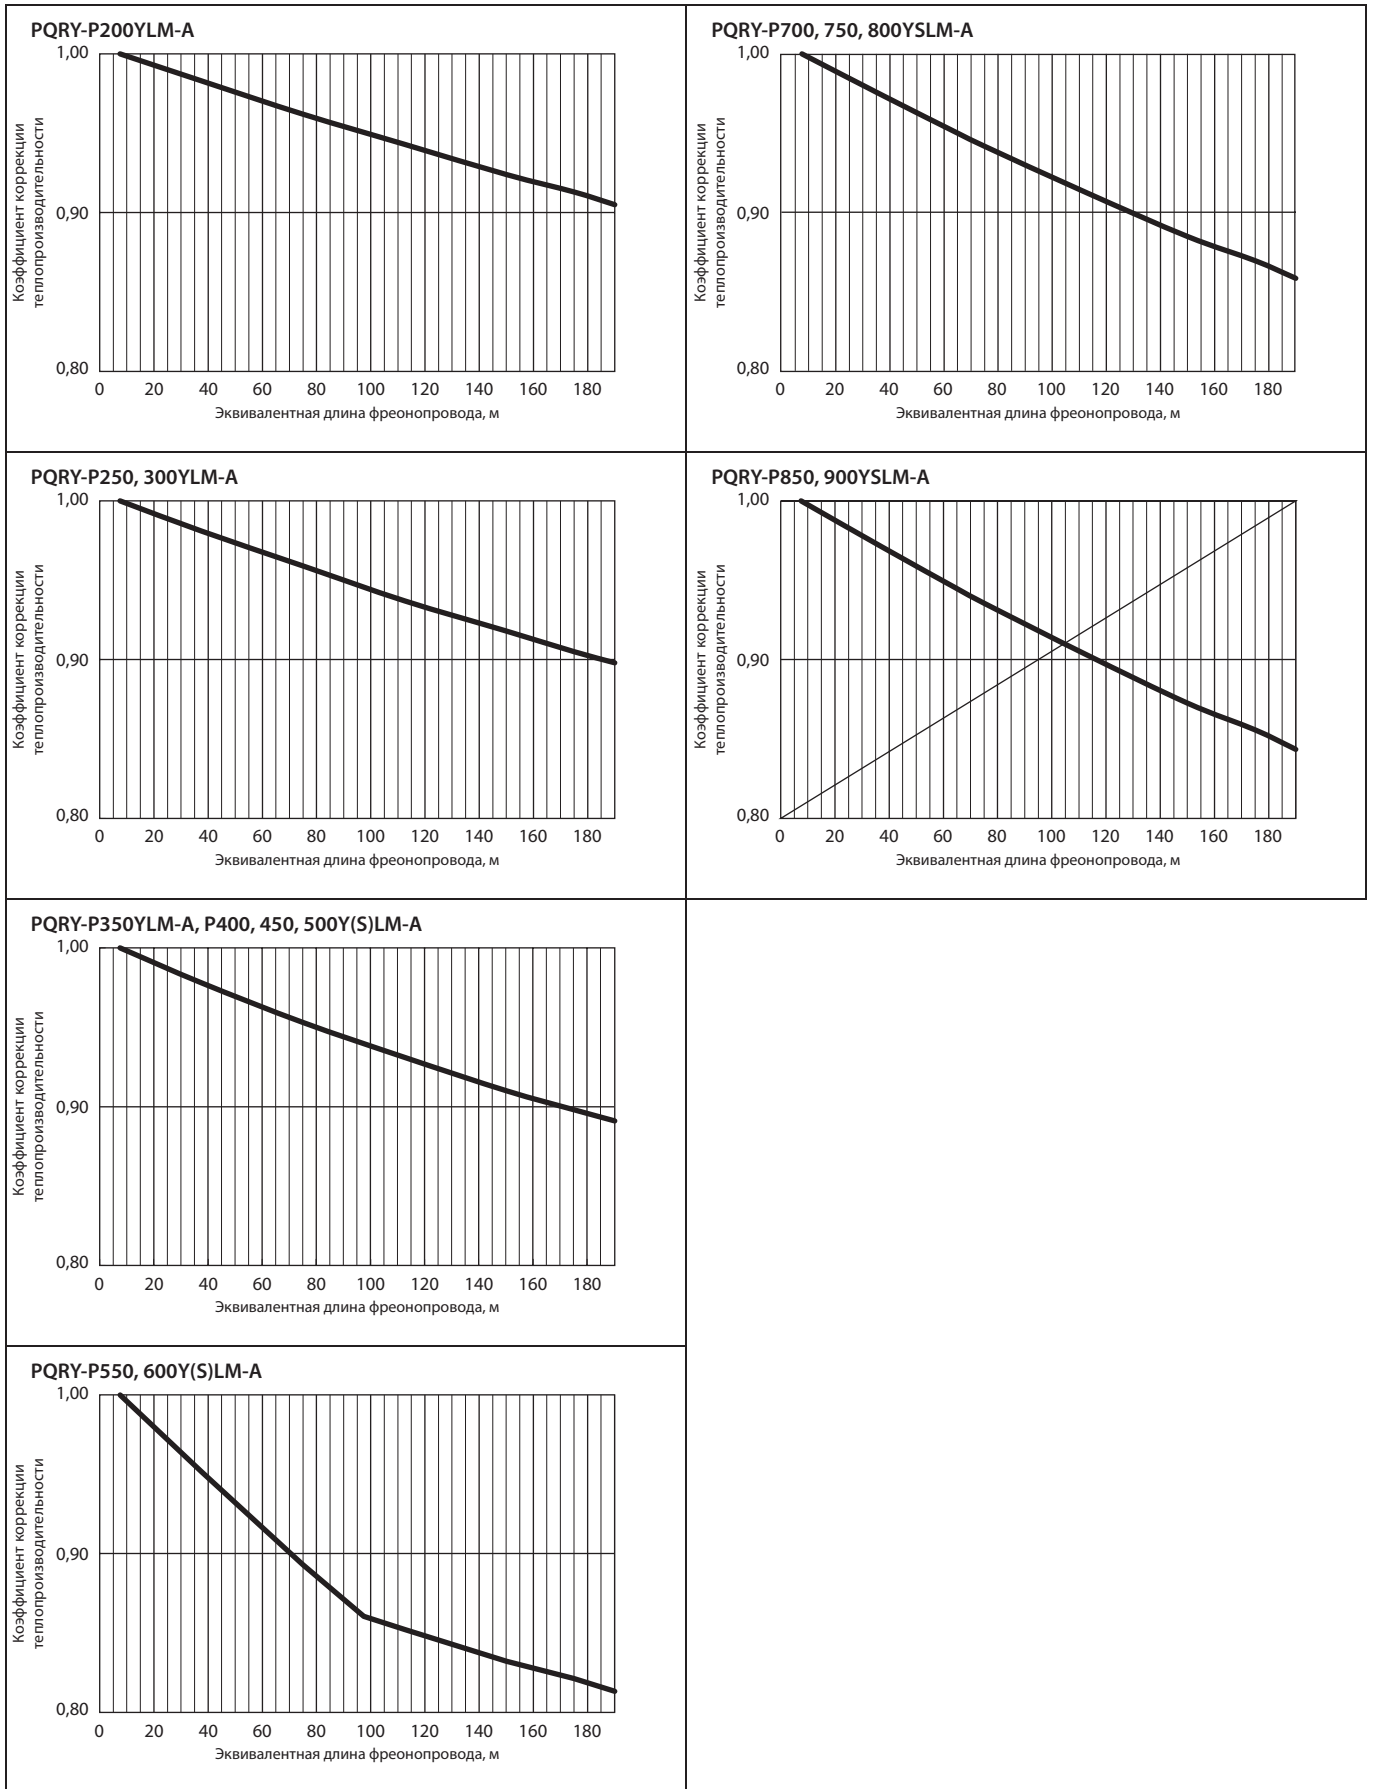 PQRY-P200YLM-A
1,00
0,90
0,80
Коэффициент коррекции
теплопроизводительности
0 20 40 60 80 100 120 140 160 180
Эквивалентная длина фреонопровода, м
PQRY-P700, 750, 800YSLM-A
1,00
0,90
0,80
Коэффициент коррекции
теплопроизводительности
0 20 40 60 80 100 120 140 160 180
Эквивалентная длина фреонопровода, м
PQRY-P250, 300YLM-A
1,00
0,90
0,80
Коэффициент коррекции
теплопроизводительности
0 20 40 60 80 100 120 140 160 180
Эквивалентная длина фреонопровода, м
PQRY-P850, 900YSLM-A
1,00
0,90
0,80
Коэффициент коррекции
теплопроизводительности
0 20 40 60 80 100 120 140 160 180
Эквивалентная длина фреонопровода, м
PQRY-P350YLM-A, P400, 450, 500Y(S)LM-A
1,00
0,90
0,80
Коэффициент коррекции
теплопроизводительности
0 20 40 60 80 100 120 140 160 180
Эквивалентная длина фреонопровода, м
PQRY-P550, 600Y(S)LM-A
1,00
0,90
0,80
Коэффициент коррекции
теплопроизводительности
0 20 40 60 80 100 120 140 160 180
Эквивалентная длина фреонопровода, м